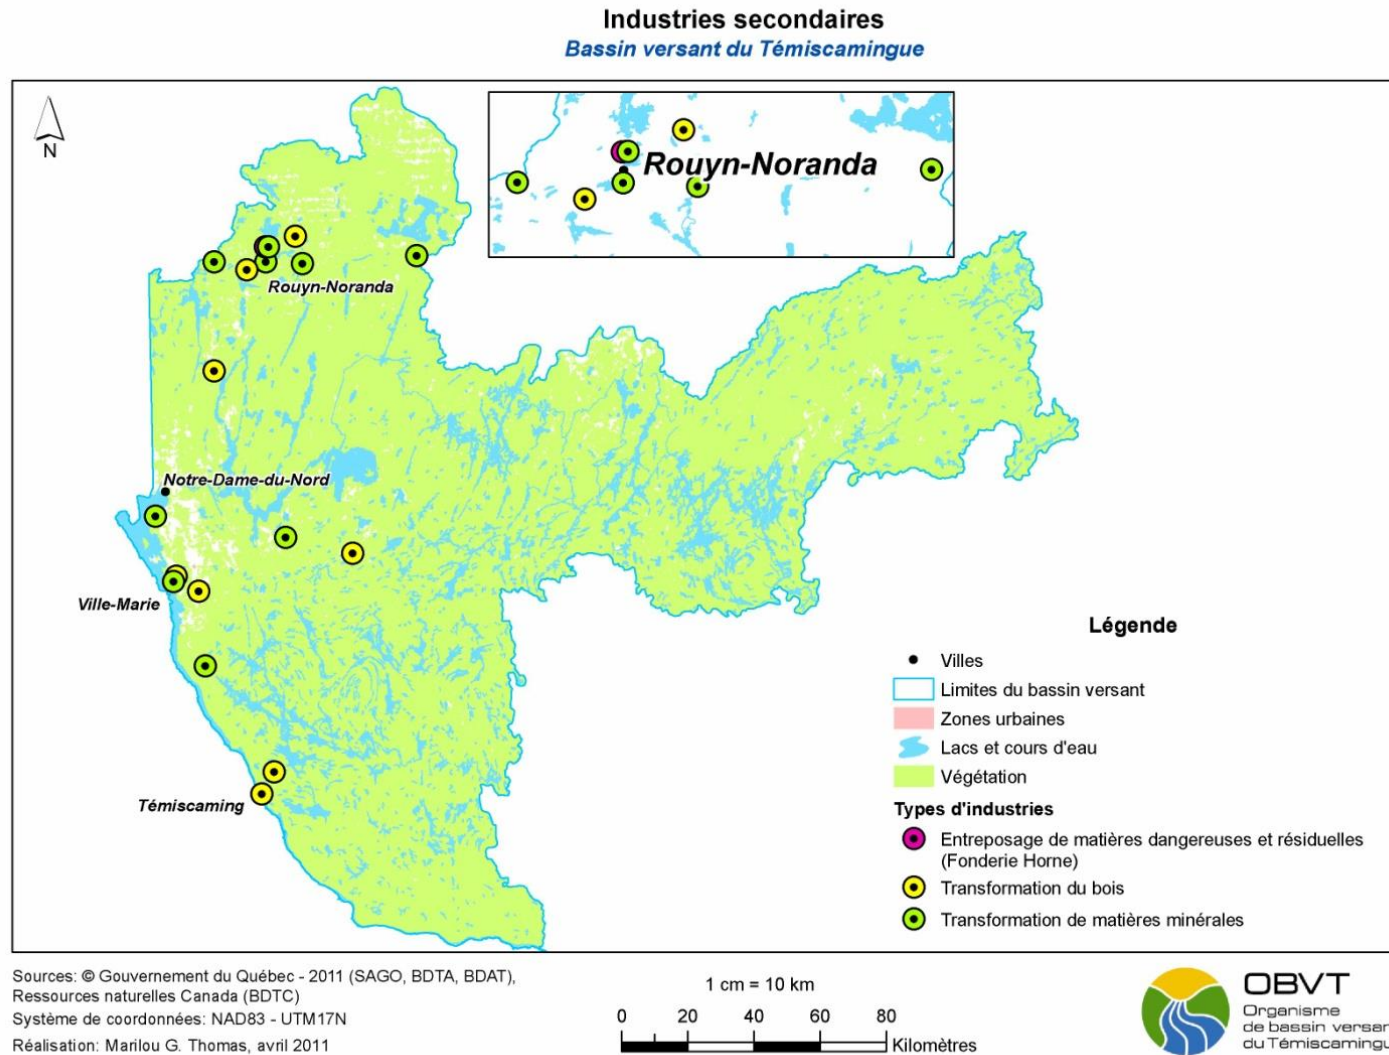 Industries secondaires
Bassin versant du Témiscamingue
N
Rouyn-Noranda
Rouyn-Noranda
Notre-Dame-du-Nord
Ville-Marie
Témiscaming
Légende
Villes
Limites du bassin versant
Zones urbaines
Lacs et cours d'eau
Végétation
Types d'industries
Entreposage de matières dangereuses et résiduelles
(Fonderie Horne)
Transformation du bois
Transformation de matières minérales
Sources: © Gouvernement du Québec - 2011 (SAGO, BDTA, BDAT),
Ressources naturelles Canada (BDTC)
Système de coordonnées: NAD83 - UTM17N
Réalisation: Marilou G. Thomas, avril 2011
1 cm = 10 km
0 20 40 60 80
Kilomètres
OBVT
Organisme
de bassin versan
du Témiscamingu